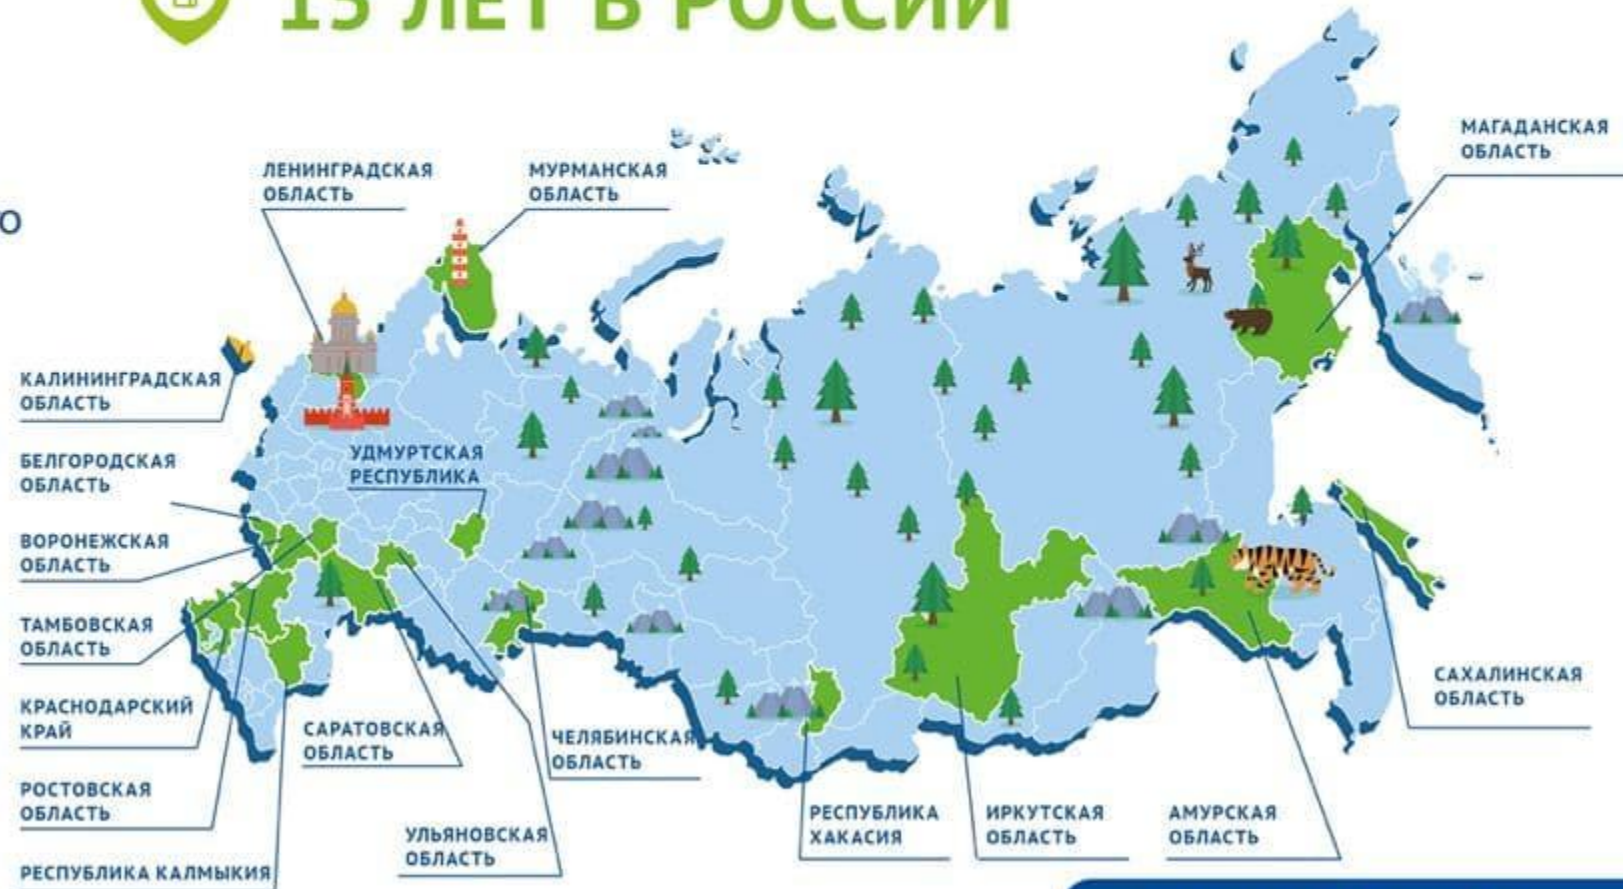 15 ЛЕТ В РОССИИ
о
ЛЕНИНГРАДСКАЯ
ОБЛАСТЬ
МУРМАНСКАЯ
ОБЛАСТЬ
МАГАДАНСКАЯ
ОБЛАСТЬ
КАЛИНИНГРАДСКАЯ
ОБЛАСТЬ
БЕЛГОРОДСКАЯ
ОБЛАСТЬ
УДМУРТСКАЯ
РЕСПУБЛИКА
ВОРОНЕЖСКАЯ
ОБЛАСТЬ
ТАМБОВСКАЯ
ОБЛАСТЬ
КРАСНОДАРСКИЙ
КРАЙ
РОСТОВСКАЯ
ОБЛАСТЬ
РЕСПУБЛИКА КАЛМЫКИЯ
САРАТОВСКАЯ
ОБЛАСТЬ
УЛЬЯНОВСКАЯ
ОБЛАСТЬ
ЧЕЛЯБИНСКАЯ
ОБЛАСТЬ
РЕСПУБЛИКА
ХАКАСИЯ
ИРКУТСКАЯ
ОБЛАСТЬ
АМУРСКАЯ
ОБЛАСТЬ
САХАЛИНСКАЯ
ОБЛАСТЬ